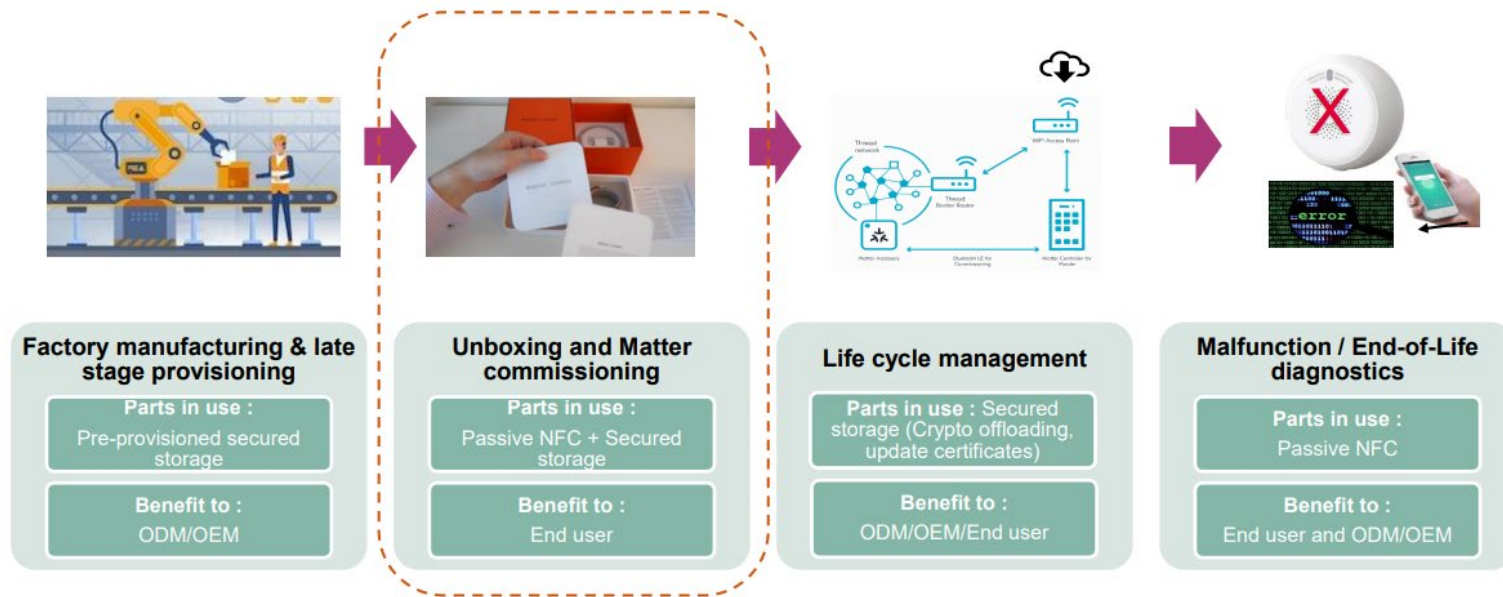 Thread
network
WiFi Access Point
Thread
Border Router
Matter Accessory
Bluetooth LE for
Commissioning
error
Factory manufacturing & late
stage provisioning
Parts in use :
Pre-provisioned secured
storage
Benefit to :
ODM/OEM
Unboxing and Matter
commissioning
Parts in use :
Passive NFC + Secured
storage
Benefit to :
End user
Life cycle management
Parts in use : Secured
storage (Crypto offloading,
update certificates)
Benefit to :
ODM/OEM/End user
Malfunction / End-of-Life
diagnostics
Parts in use :
Passive NFC
Benefit to :
End user and ODM/OEM